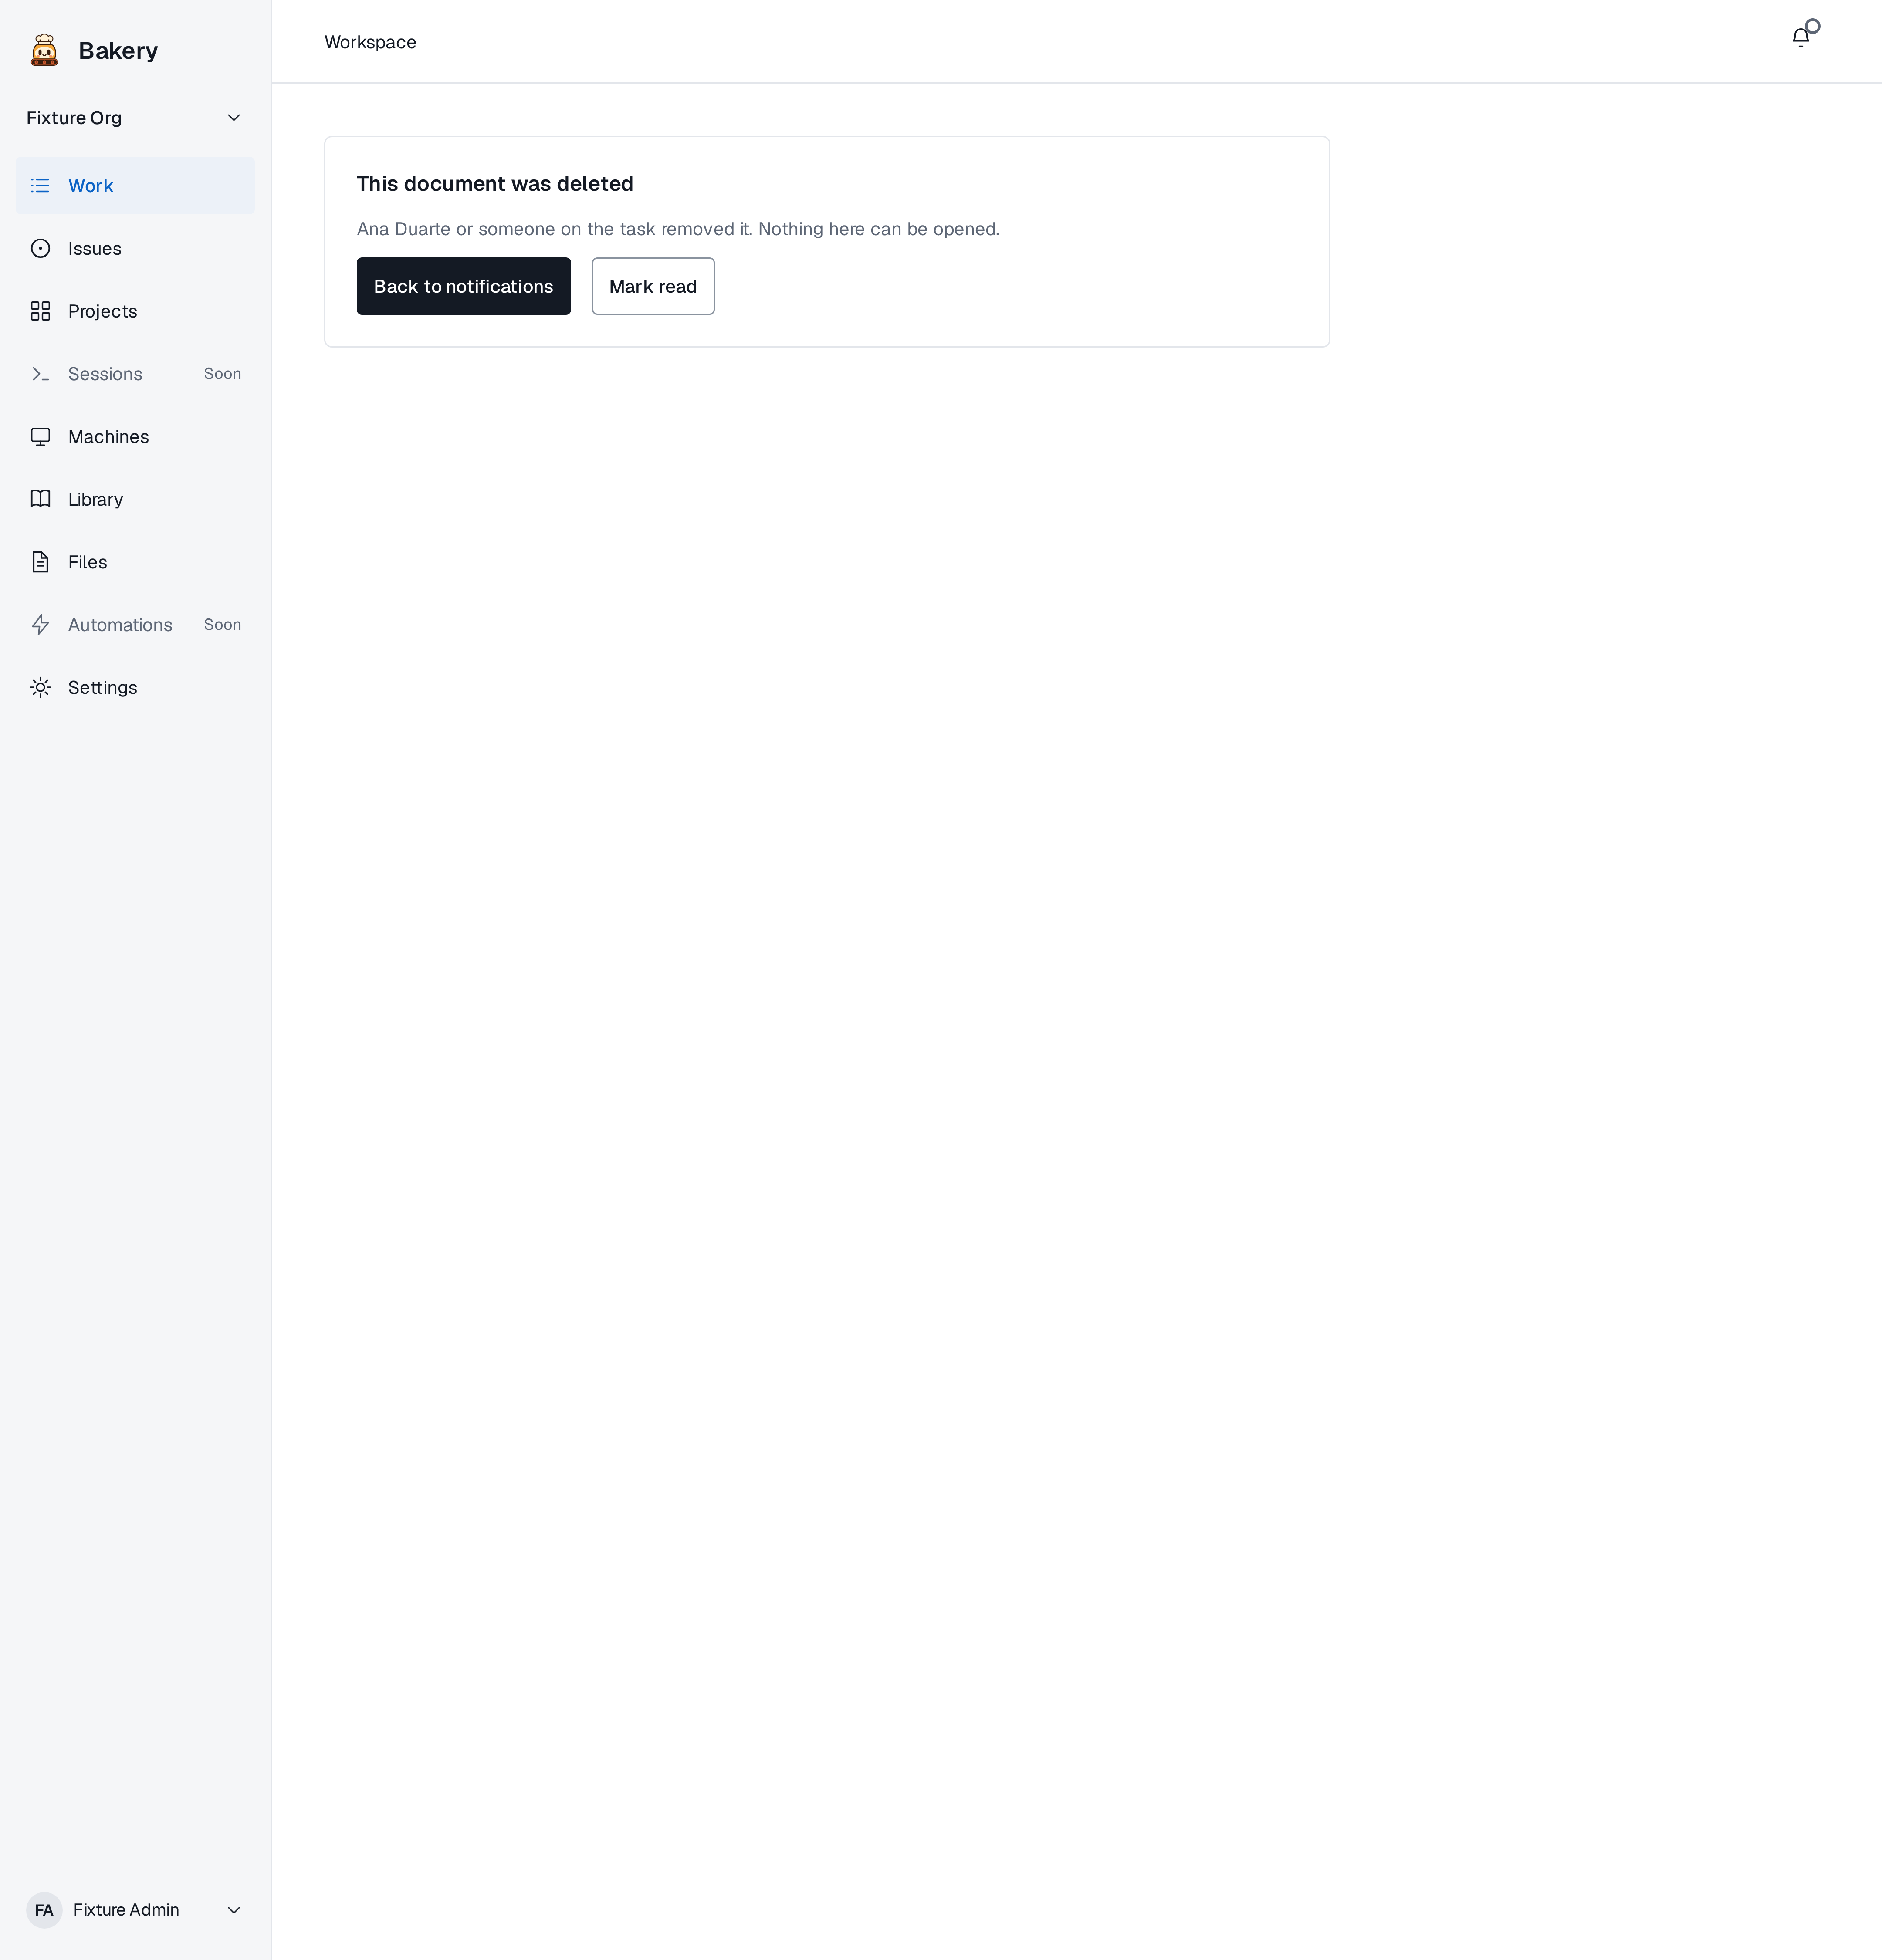 Bakery
Workspace
Fixture Org
Work
Issues
Projects
Sessions Soon
Machines
Library
Files
Automations Soon
Settings
This document was deleted
Ana Duarte or someone on the task removed it. Nothing here can be opened.
Back to notifications
Mark read
FA Fixture Admin